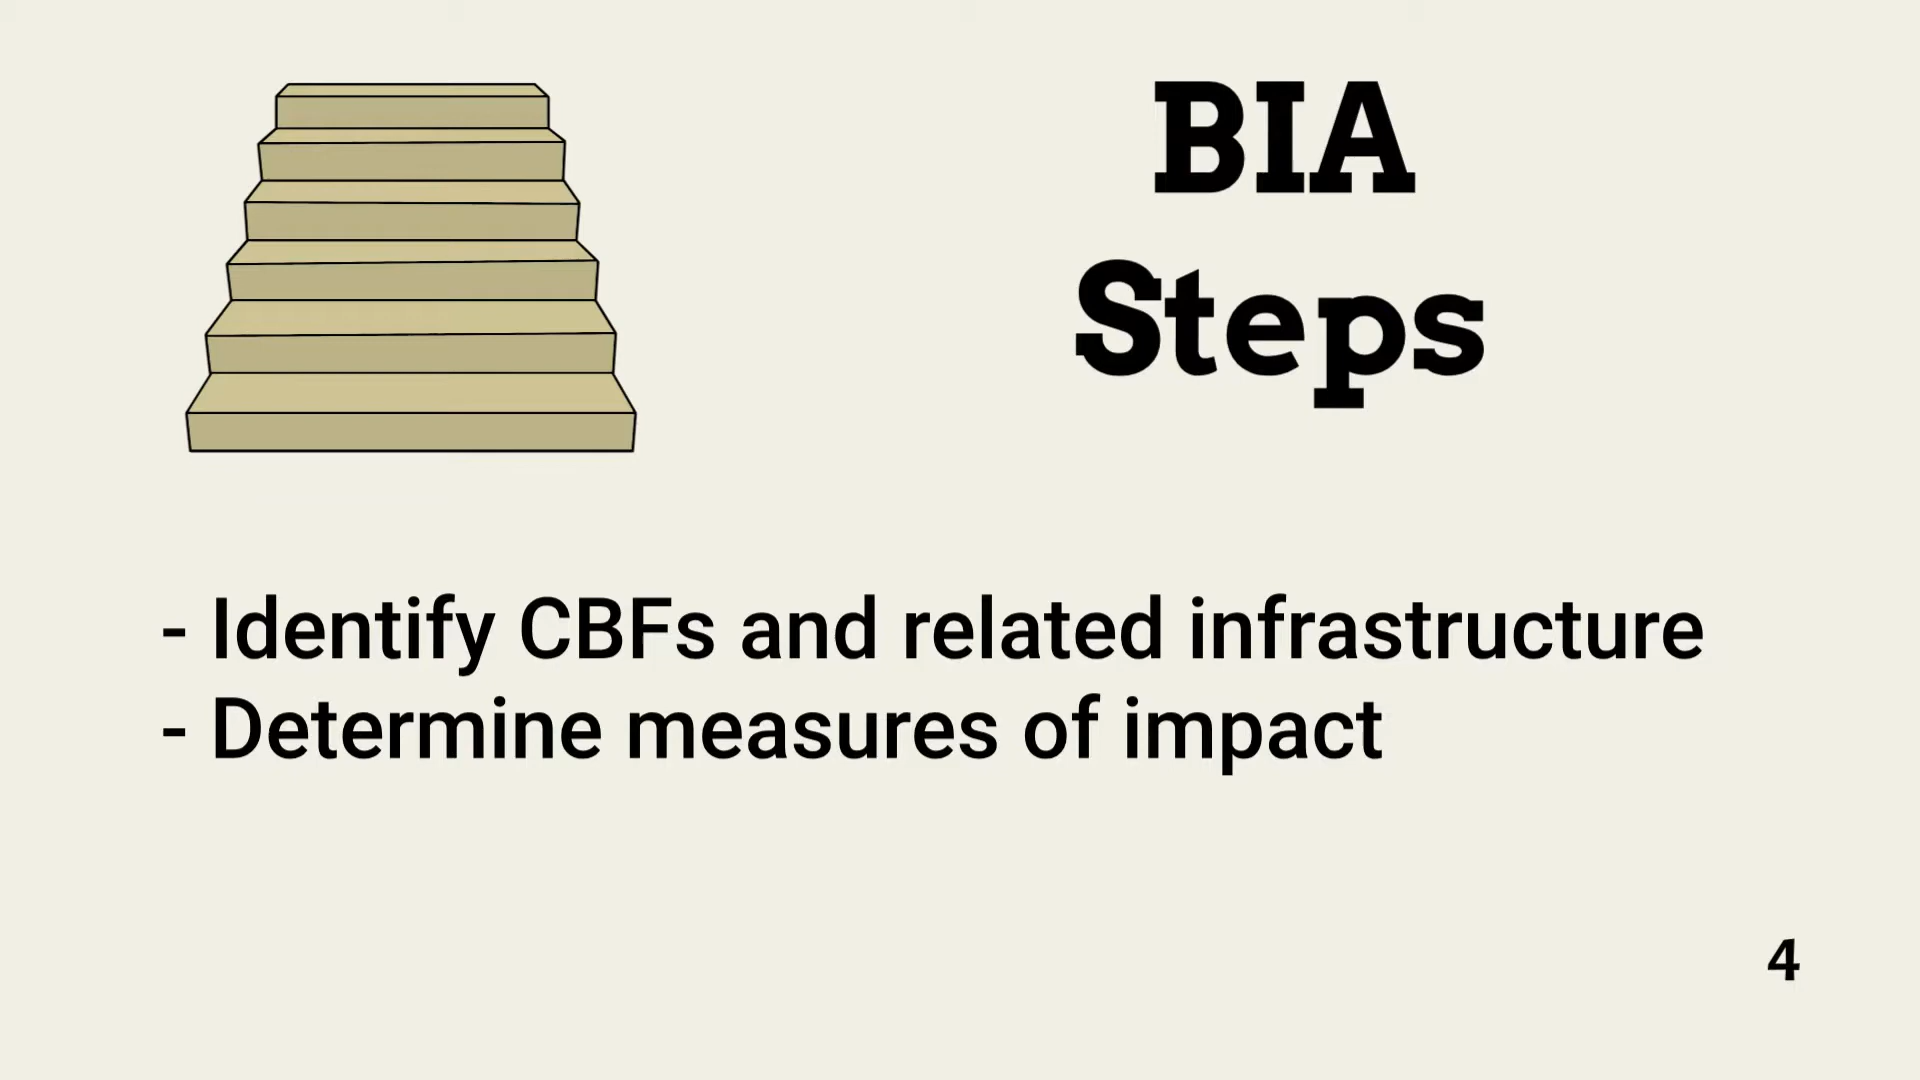 BIA
Steps
- Identify CBFs and related infrastructure
- Determine measures of impact
4